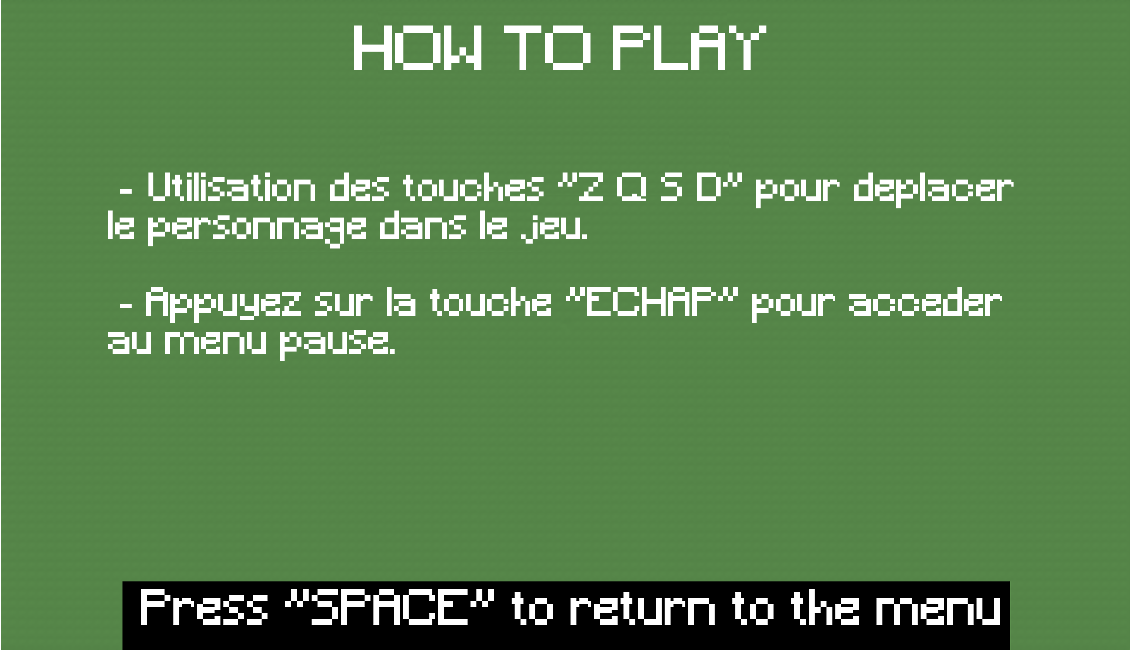 HOW TO PLAY
- Utilisation des touches "Z Q S D" pour deplacer
le personnage dans le jeu.
- Appuyez sur la touche "ECHAP" pour acceder
au menu pause.
Press "SPACE" to return to the menu